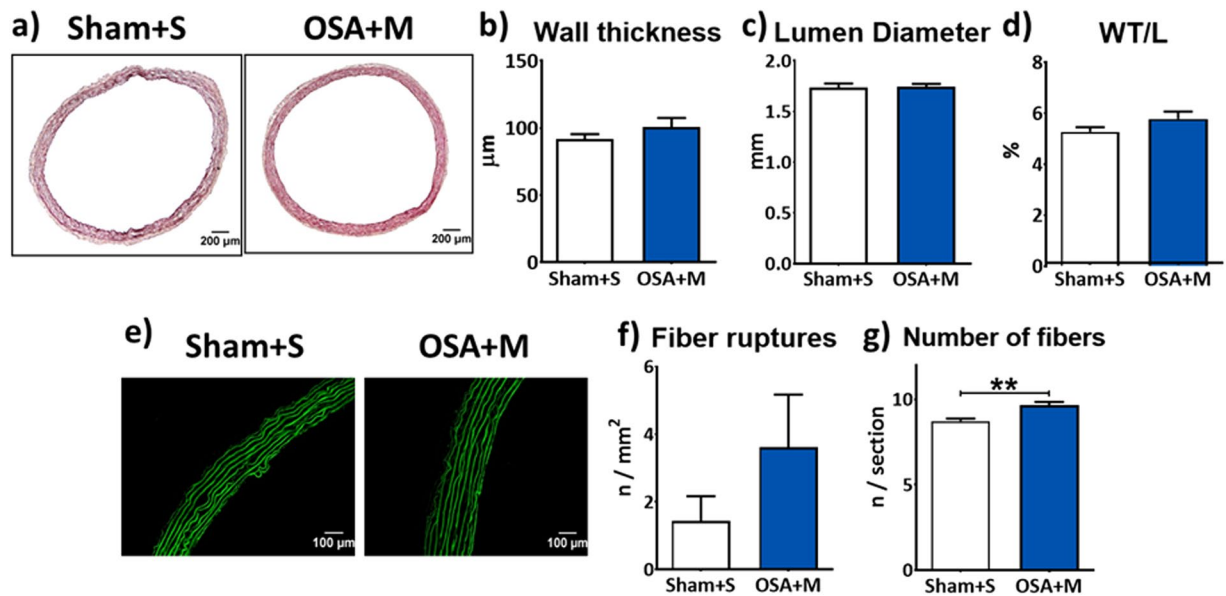 a) Sham+S OSA+M
200 µm 200 µm
b) Wall thickness
150
100
50
0
µm
Sham+S OSA+M
c) Lumen Diameter
2.0
1.5
1.0
0.5
0.0
mm
Sham+S OSA+M
d) WT/L
8
6
4
2
0
%
Sham+S OSA+M
e) Sham+S OSA+M
100 µm 100 µm
f) Fiber ruptures
6
4
2
0
n / mm²
Sham+S OSA+M
g) Number of fibers
**
10
5
0
n / section
Sham+S OSA+M